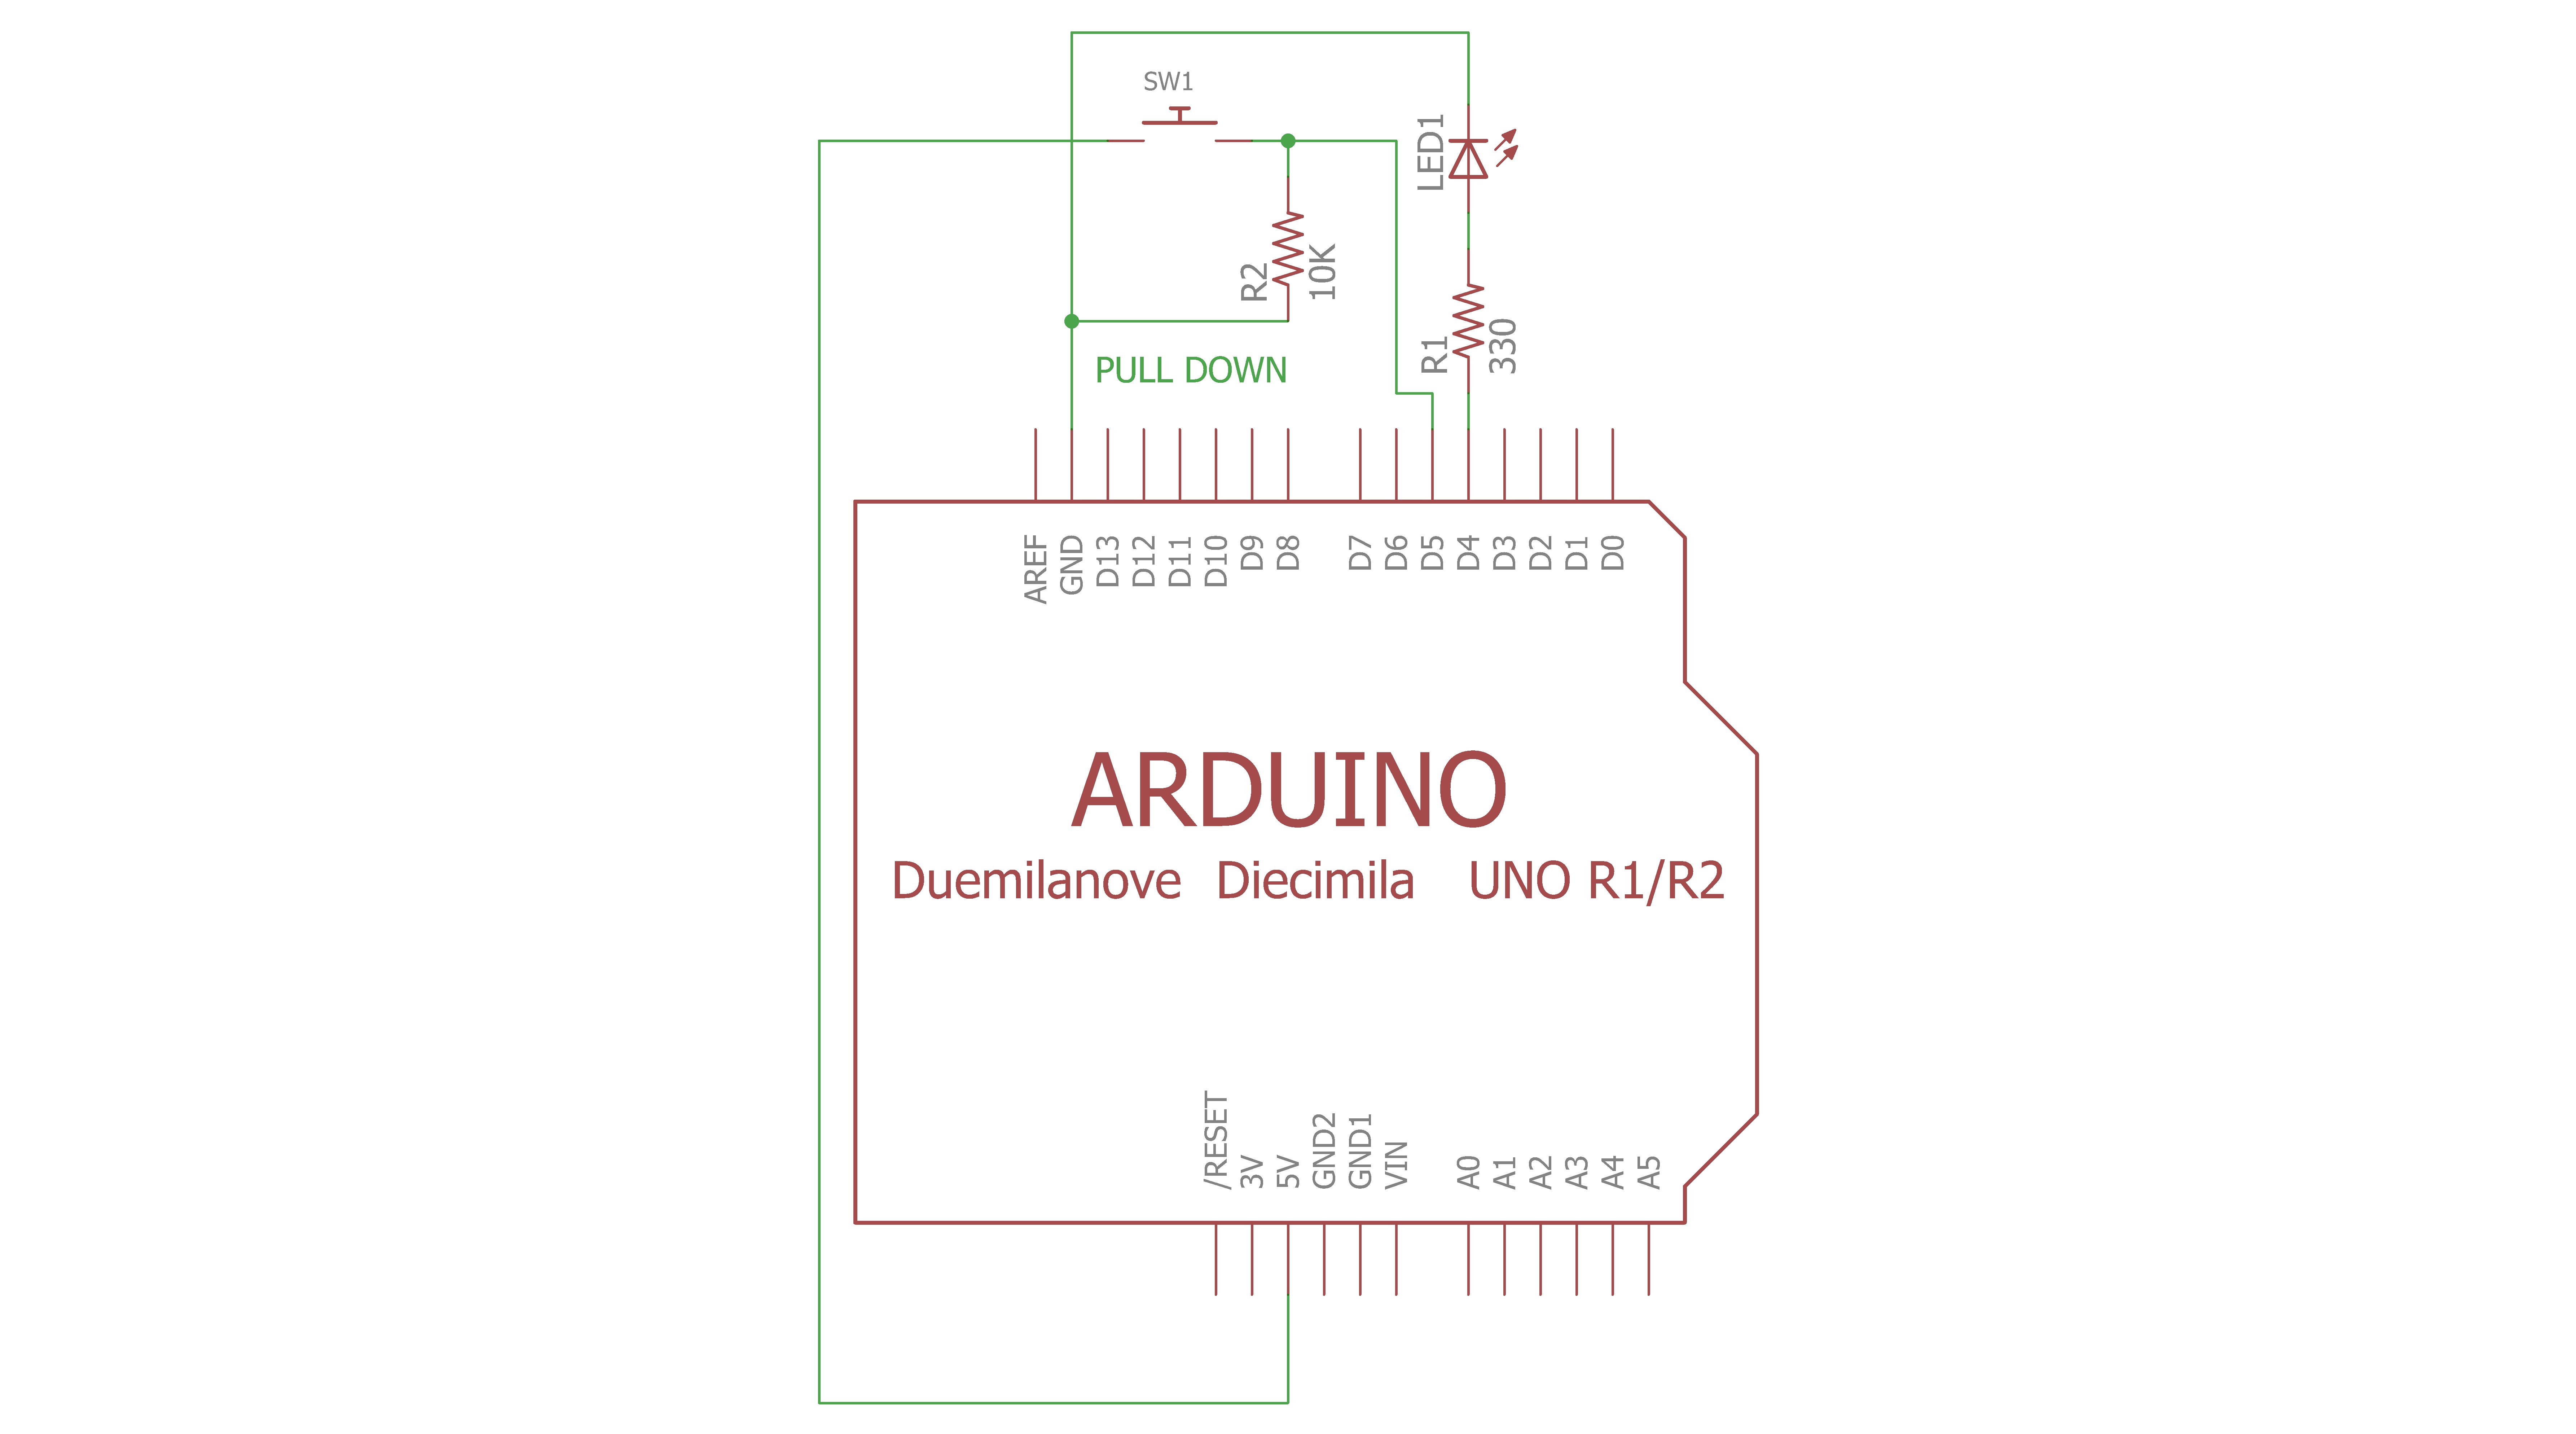 SW1
LED1
R2
10K
R1
330
PULL DOWN
AREF
GND
D13
D12
D11
D10
D9
D8
D7
D6
D5
D4
D3
D2
D1
D0
ARDUINO
Duemilanove Diecimila UNO R1/R2
/RESET
3V
5V
GND2
GND1
VIN
A0
A1
A2
A3
A4
A5